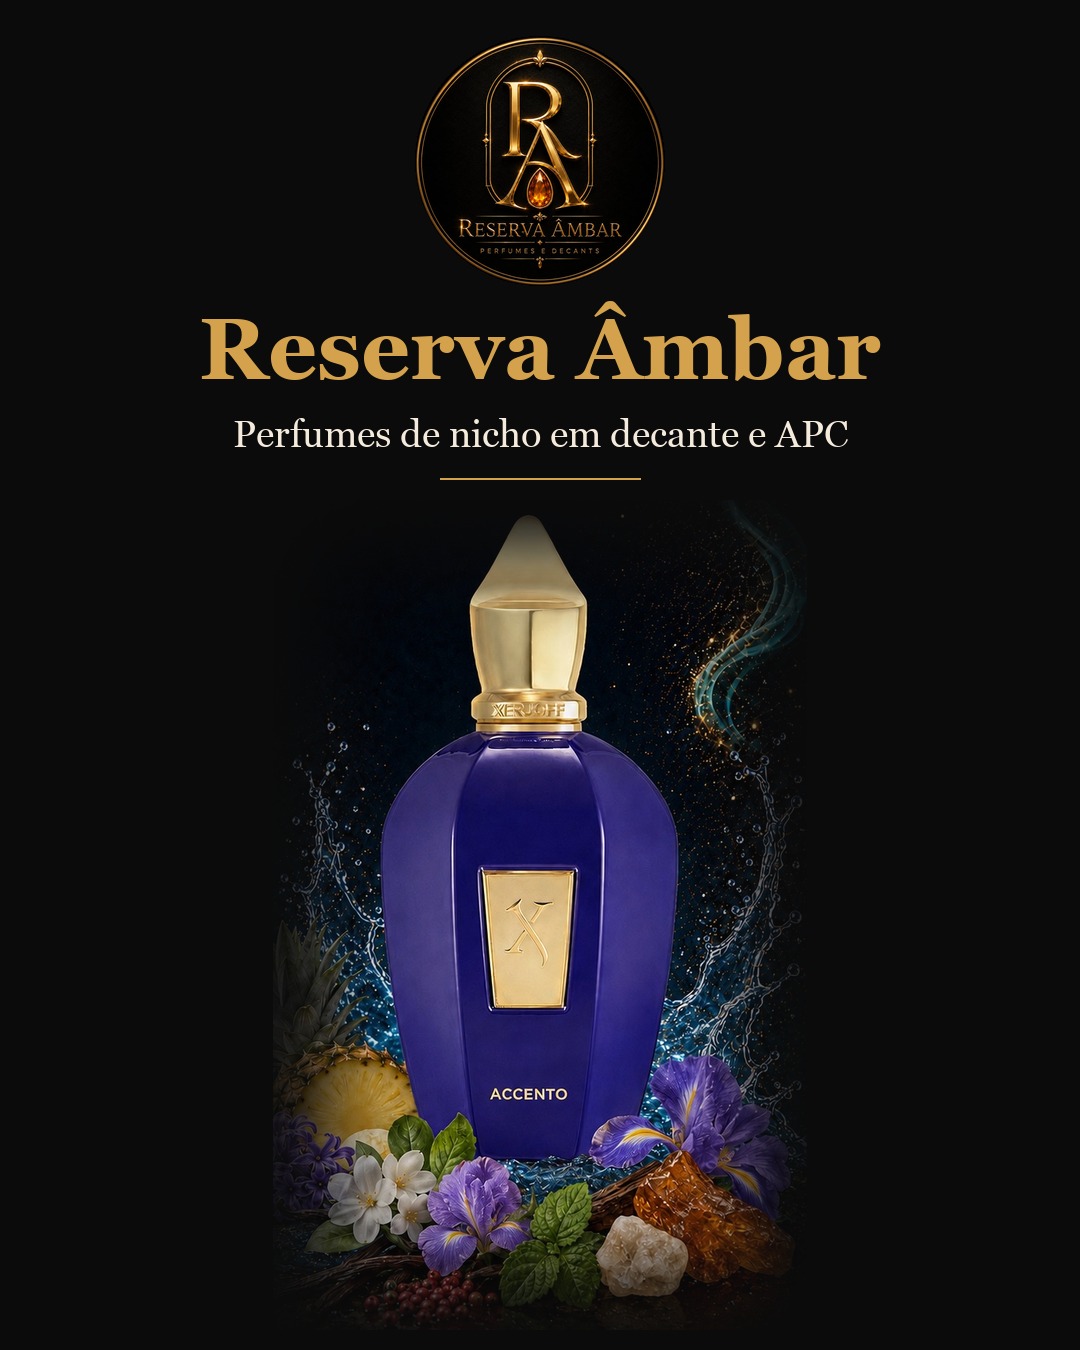 RA
RESERVA ÂMBAR
PERFUMES E DECANTS
Reserva Âmbar
Perfumes de nicho em decante e APC
XERJOFF
X
ACCENTO